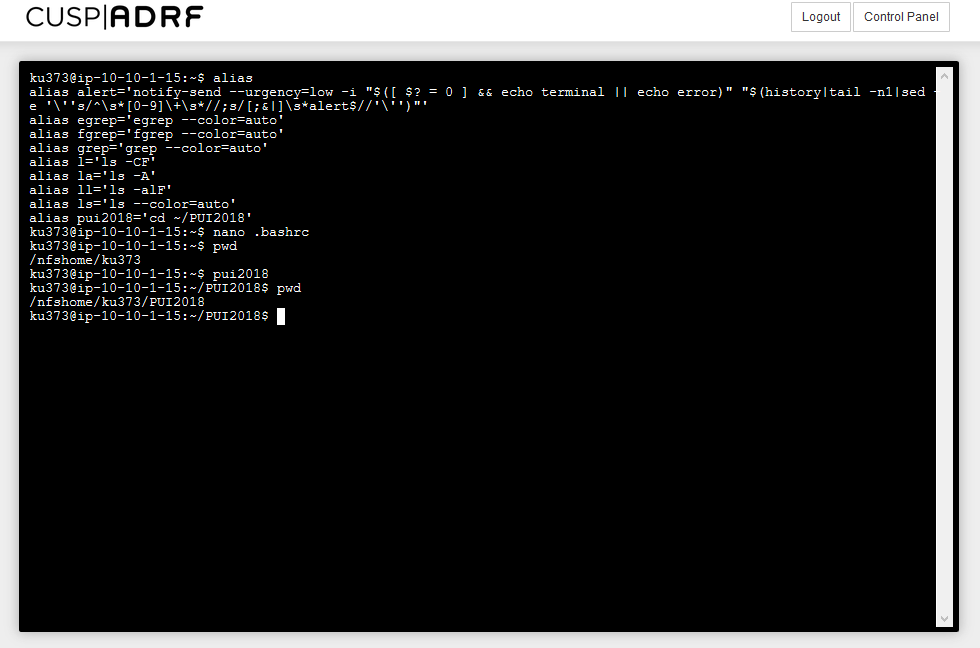 CUSP|ADRF
Logout
Control Panel
ku373@ip-10-10-1-15:~$ alias
alias alert='notify-send --urgency=low -i "$([ $? = 0 ] && echo terminal || echo error)" "$(history|tail -n1|sed -
e '\''s/^\s*[0-9]\+\s*//;s/[;&|]\s*alert$//'\'')"'
alias egrep='egrep --color=auto'
alias fgrep='fgrep --color=auto'
alias grep='grep --color=auto'
alias l='ls -CF'
alias la='ls -A'
alias ll='ls -alF'
alias ls='ls --color=auto'
alias pui2018='cd ~/PUI2018'
ku373@ip-10-10-1-15:~$ nano .bashrc
ku373@ip-10-10-1-15:~$ pwd
/nfshome/ku373
ku373@ip-10-10-1-15:~$ pui2018
ku373@ip-10-10-1-15:~/PUI2018$ pwd
/nfshome/ku373/PUI2018
ku373@ip-10-10-1-15:~/PUI2018$